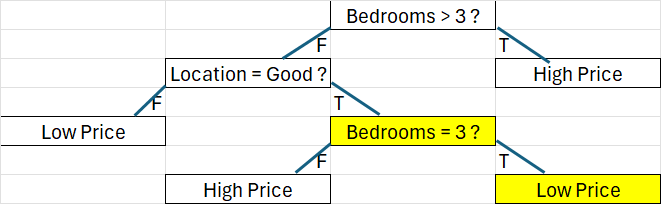 Bedrooms > 3 ?
F
T
Location = Good ?
High Price
F
T
Low Price
Bedrooms = 3 ?
F
T
High Price
Low Price